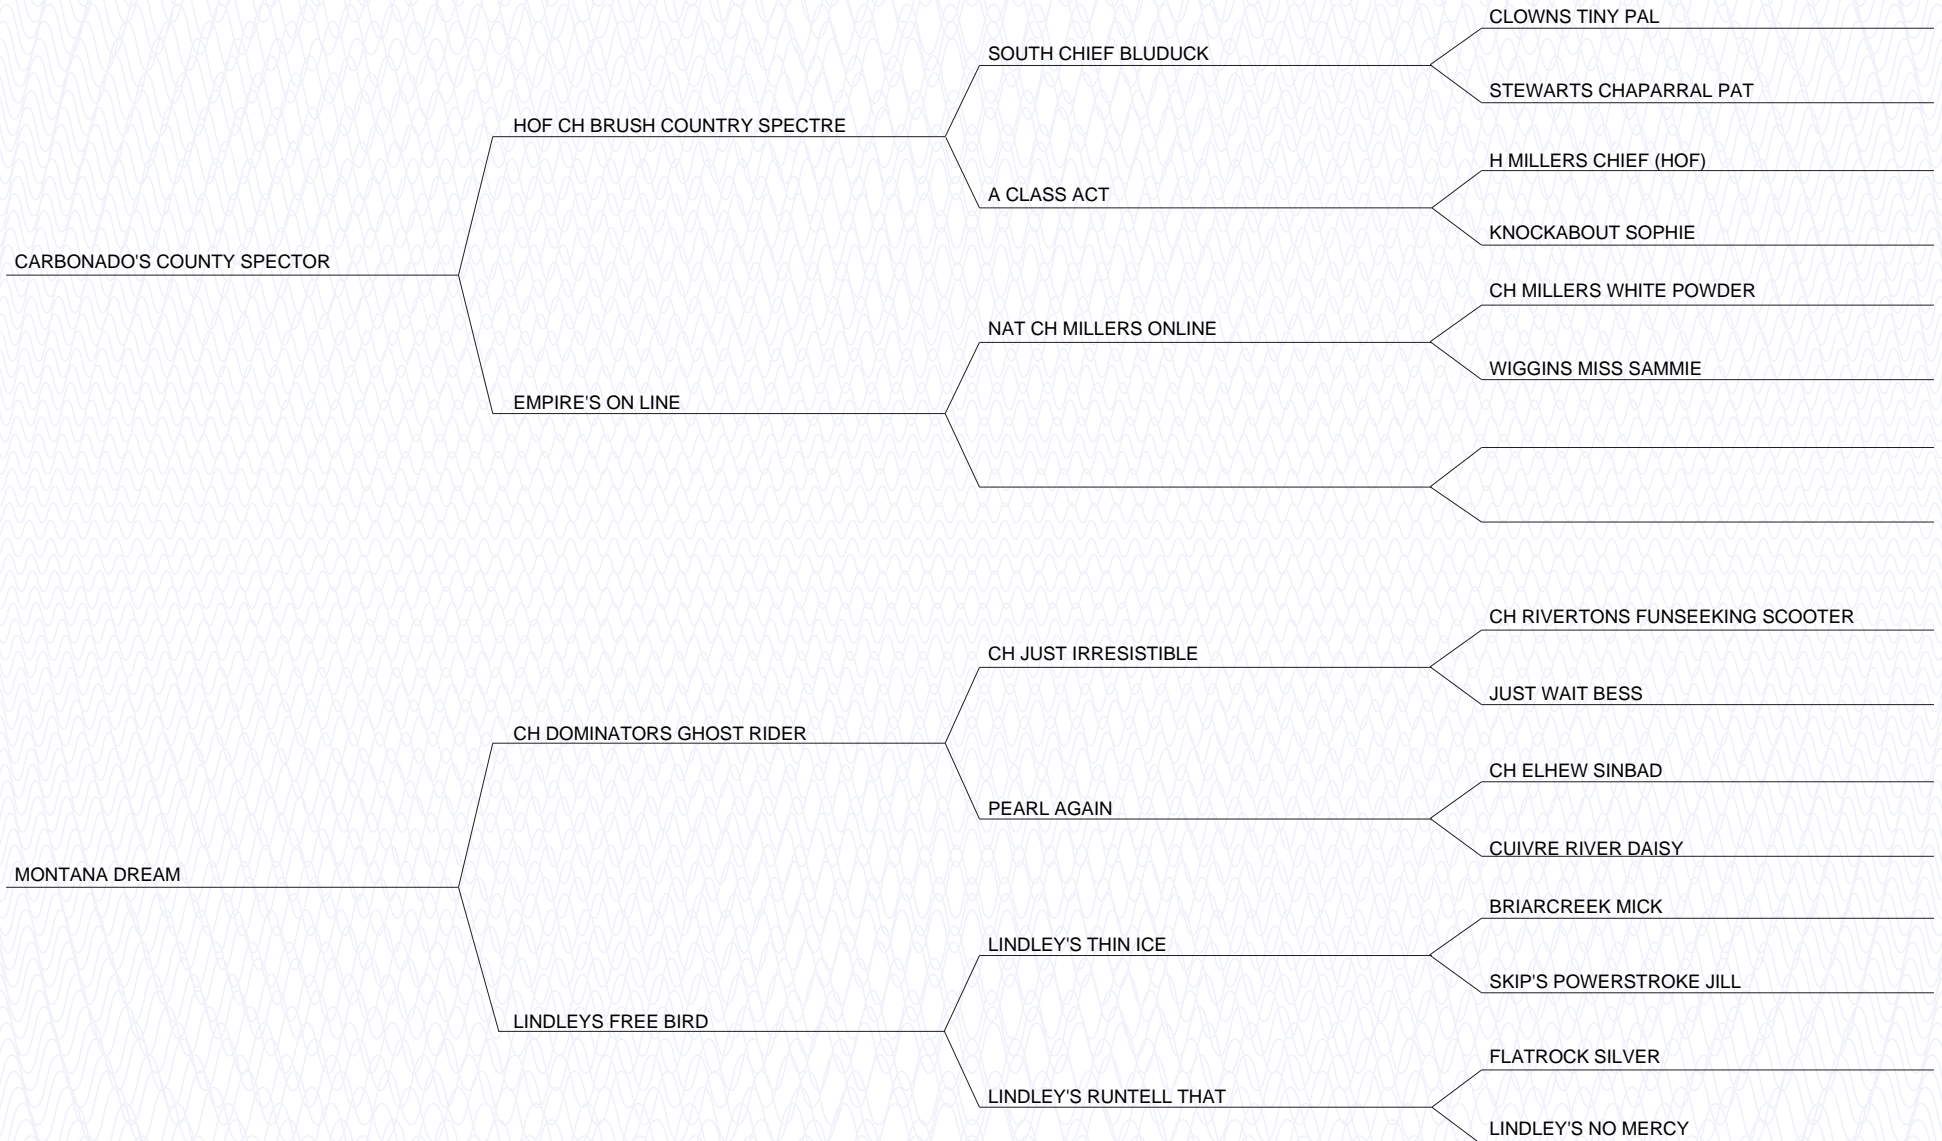 CLOWNS TINY PAL
SOUTH CHIEF BLUDUCK
STEWARTS CHAPARRAL PAT
HOF CH BRUSH COUNTRY SPECTRE
H MILLERS CHIEF (HOF)
A CLASS ACT
KNOCKABOUT SOPHIE
CARBONADO'S COUNTY SPECTOR
CH MILLERS WHITE POWDER
NAT CH MILLERS ONLINE
WIGGINS MISS SAMMIE
EMPIRE'S ON LINE
CH RIVERTONS FUNSEEKING SCOOTER
CH JUST IRRESISTIBLE
JUST WAIT BESS
CH DOMINATORS GHOST RIDER
CH ELHEW SINBAD
PEARL AGAIN
CUIVRE RIVER DAISY
MONTANA DREAM
BRIARCREEK MICK
LINDLEY'S THIN ICE
SKIP'S POWERSTROKE JILL
LINDLEYS FREE BIRD
FLATROCK SILVER
LINDLEY'S RUNTELL THAT
LINDLEY'S NO MERCY